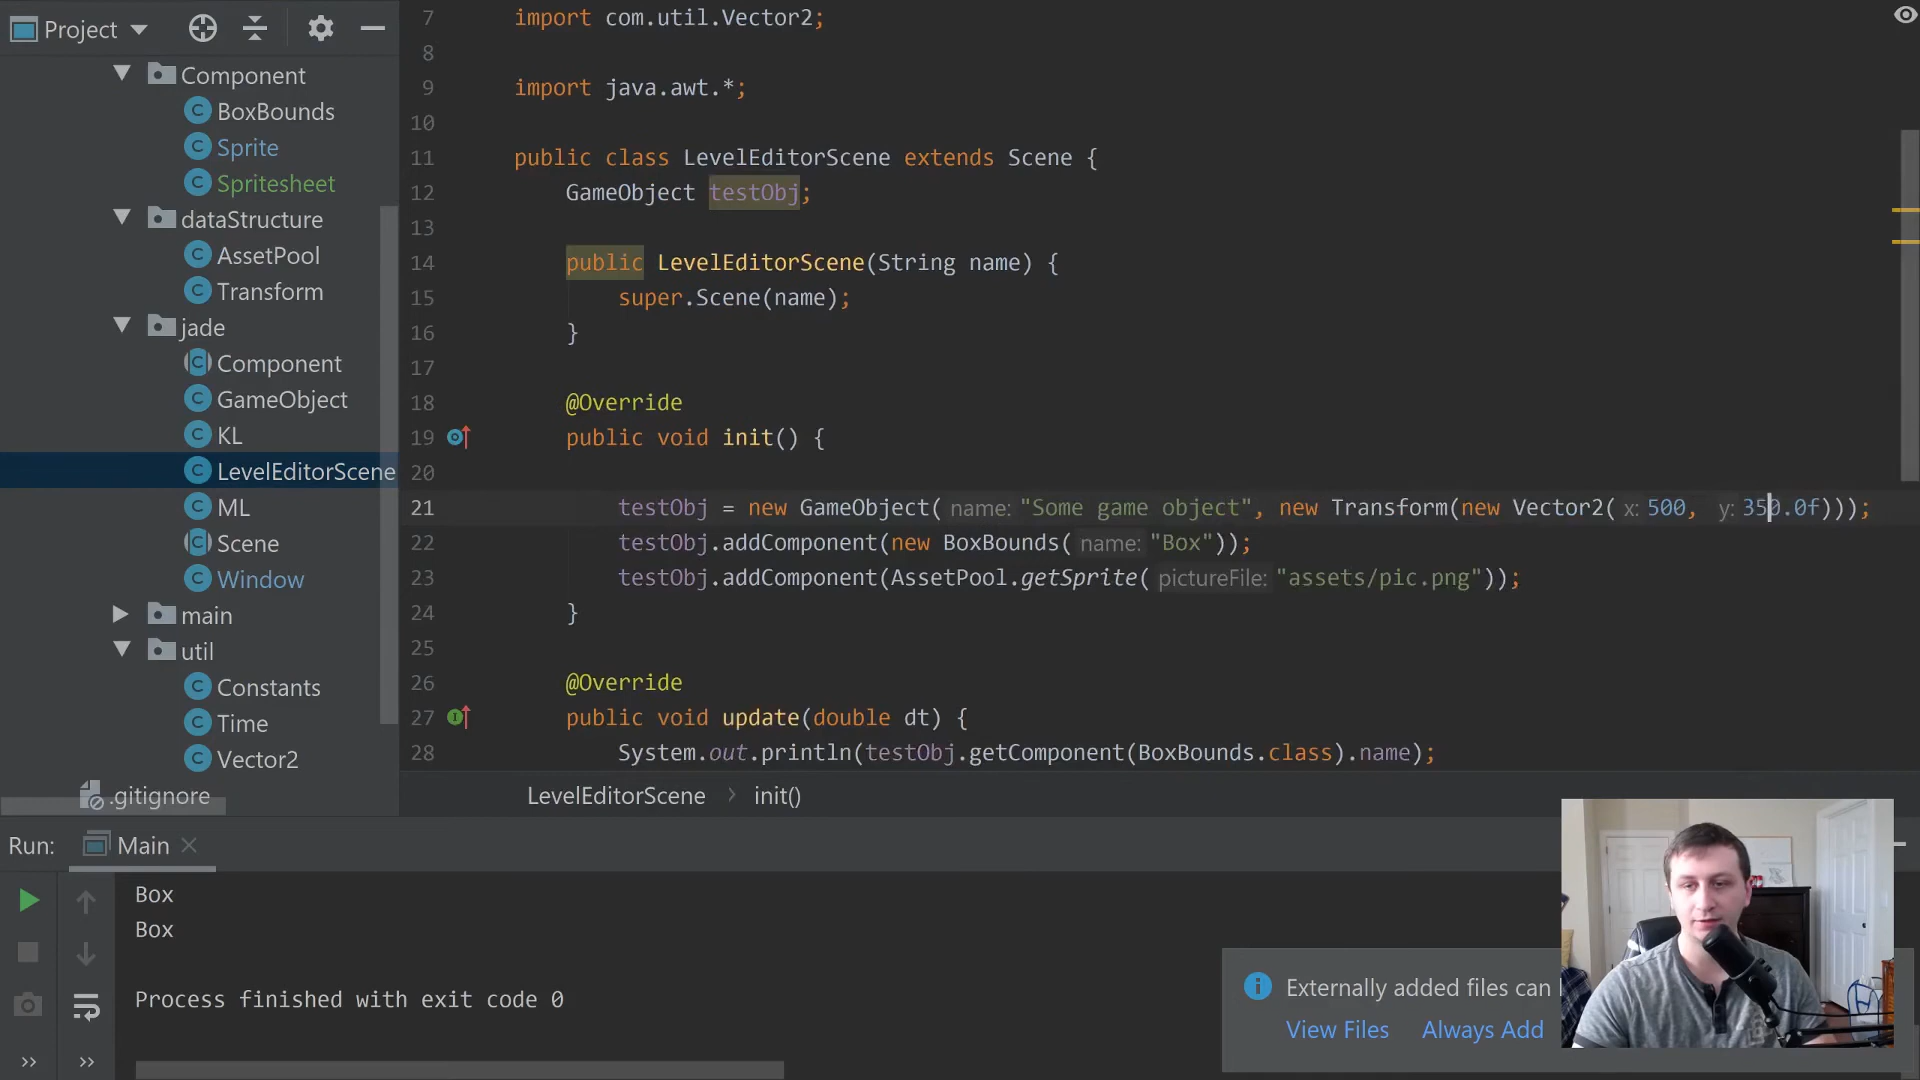 Project
Component
BoxBounds
Sprite
Spritesheet
dataStructure
AssetPool
Transform
jade
Component
GameObject
KL
LevelEditorScene
ML
Scene
Window
main
util
Constants
Time
Vector2
.gitignore
7 import com.util.Vector2;
8
9 import java.awt.*;
10
11 public class LevelEditorScene extends Scene {
12 GameObject testObj;
13
14 public LevelEditorScene(String name) {
15 super.Scene(name);
16 }
17
18 @Override
19 public void init() {
20
21 testObj = new GameObject( name: "Some game object", new Transform(new Vector2( x: 500, y: 350.0f)));
22 testObj.addComponent(new BoxBounds( name: "Box"));
23 testObj.addComponent(AssetPool.getSprite( pictureFile: "assets/pic.png"));
24 }
25
26 @Override
27 public void update(double dt) {
28 System.out.println(testObj.getComponent(BoxBounds.class).name);
LevelEditorScene > init()
Run: Main
Box
Box
Process finished with exit code 0
Externally added files can
View Files Always Add